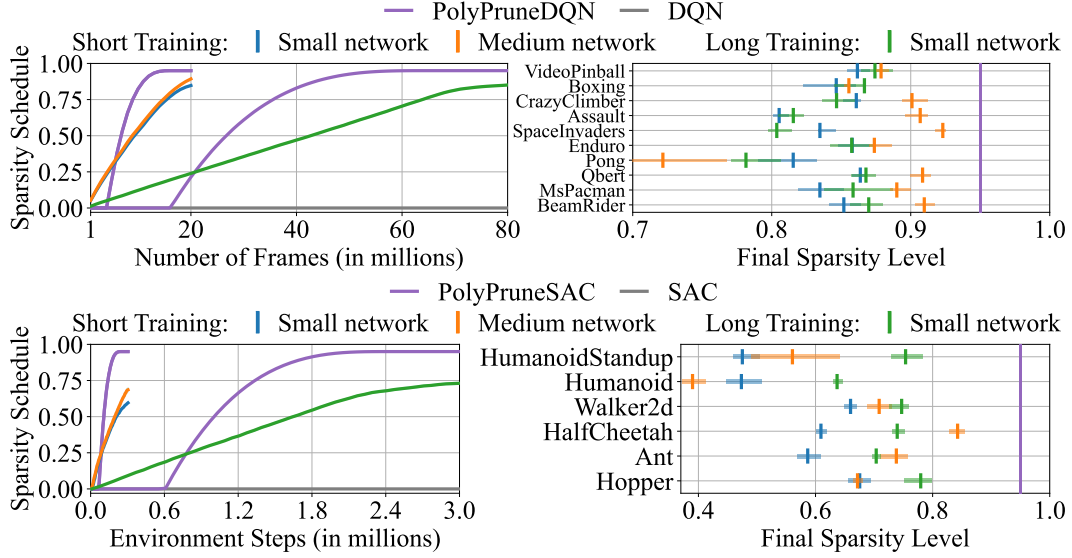 PolyPruneDQN DQN
Short Training: Small network Medium network Long Training: Small network
Sparsity Schedule
1.00
0.75
0.50
0.25
0.00
1 20 40 60 80
Number of Frames (in millions)
VideoPinball
Boxing
CrazyClimber
Assault
SpaceInvaders
Enduro
Pong
Qbert
MsPacman
BeamRider
0.7 0.8 0.9 1.0
Final Sparsity Level
PolyPruneSAC SAC
Short Training: Small network Medium network Long Training: Small network
Sparsity Schedule
1.00
0.75
0.50
0.25
0.00
0.0 0.6 1.2 1.8 2.4 3.0
Environment Steps (in millions)
HumanoidStandup
Humanoid
Walker2d
HalfCheetah
Ant
Hopper
0.4 0.6 0.8 1.0
Final Sparsity Level